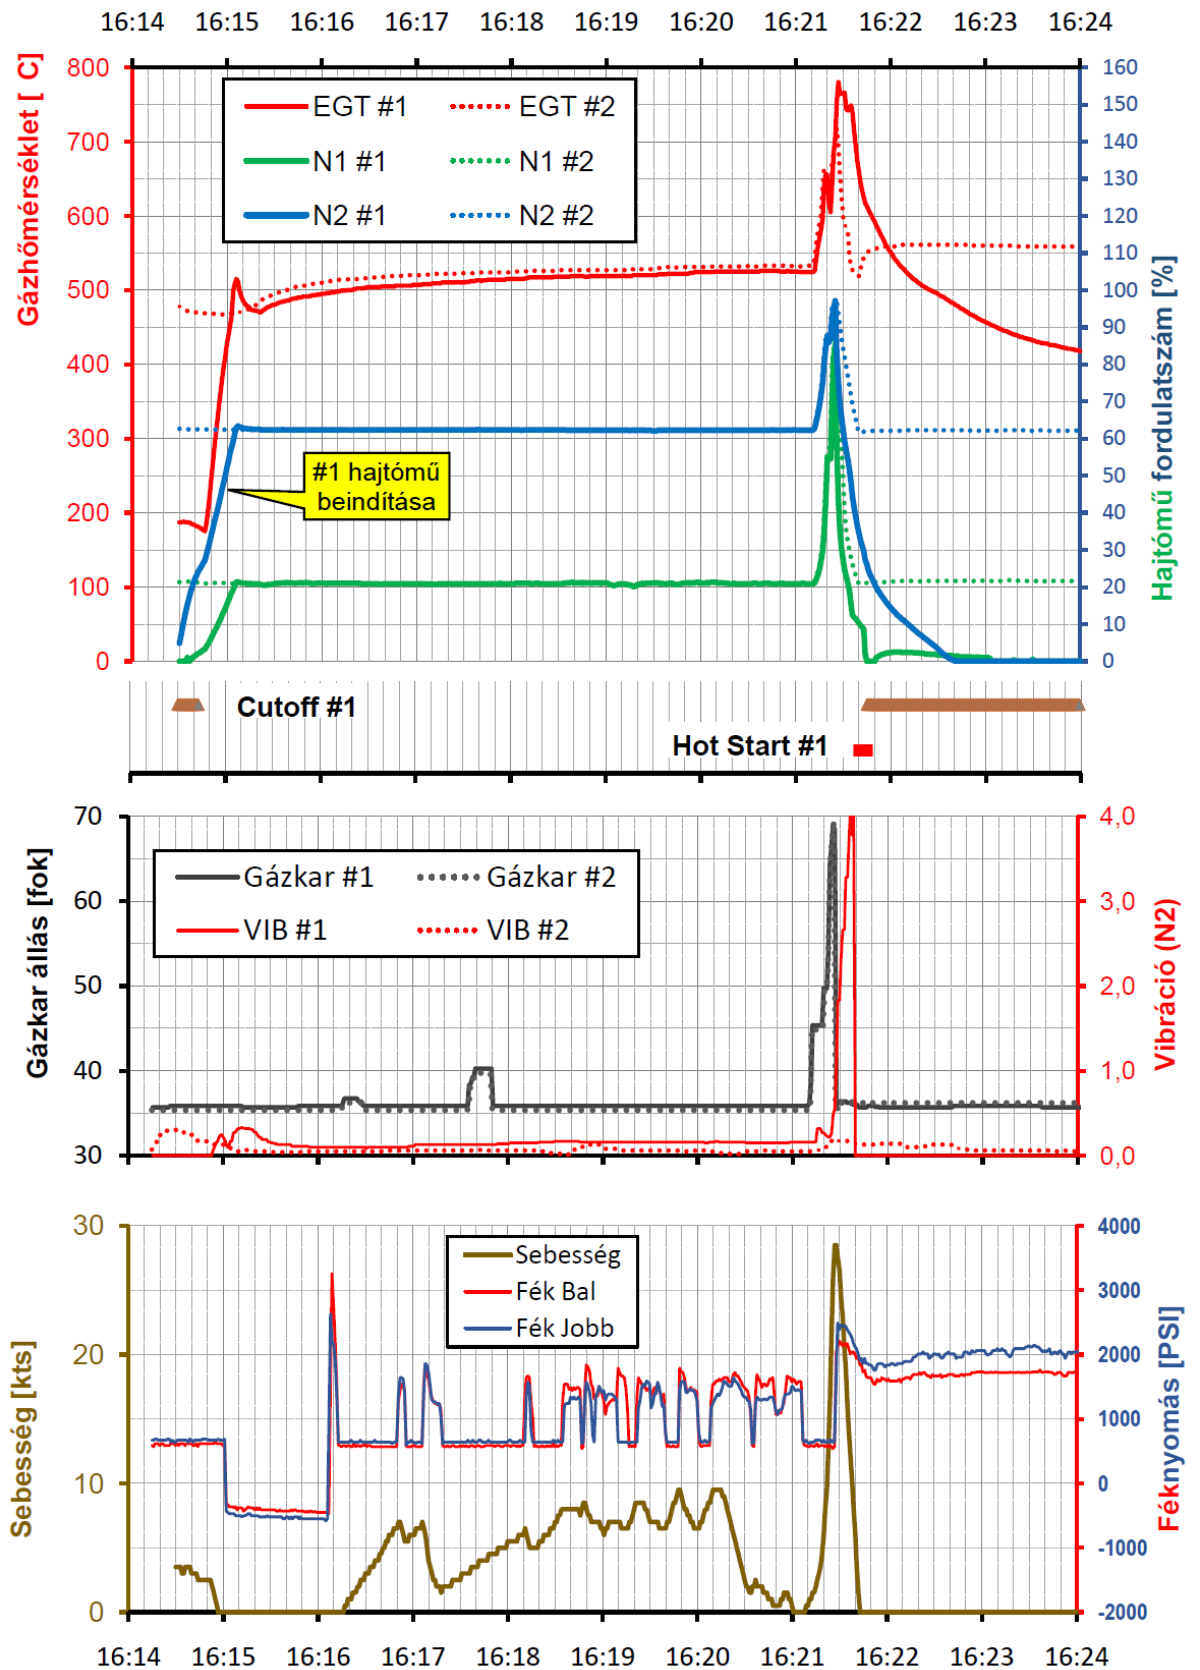 16:14 16:15 16:16 16:17 16:18 16:19 16:20 16:21 16:22 16:23 16:24
Gázhőmérséklet [ C]
800
700
600
500
400
300
200
100
0
EGT #1 EGT #2
N1 #1 N1 #2
N2 #1 N2 #2
#1 hajtómű
beindítása
160
150
140
130
120
110
100
90
80
70
60
50
40
30
20
10
0
Hajtómű fordulatszám [%]
Cutoff #1
Hot Start #1
Gázkar állás [fok]
70
60
50
40
30
Gázkar #1 Gázkar #2
VIB #1 VIB #2
4,0
3,0
2,0
1,0
0,0
Vibráció (N2)
Sebesség [kts]
30
20
10
0
Sebesség
Fék Bal
Fék Jobb
4000
3000
2000
1000
0
-1000
-2000
Féknyomás [PSI]
16:14 16:15 16:16 16:17 16:18 16:19 16:20 16:21 16:22 16:23 16:24